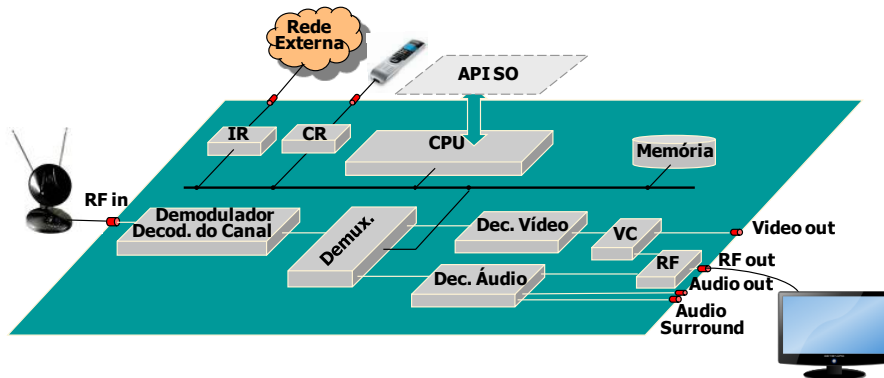 Rede
Externa
API SO
IR
CR
CPU
Memória
RF in
Demodulador
Decod. do Canal
Demux.
Dec. Vídeo
VC
Video out
Dec. Áudio
RF
RF out
Audio out
Audio
Surround